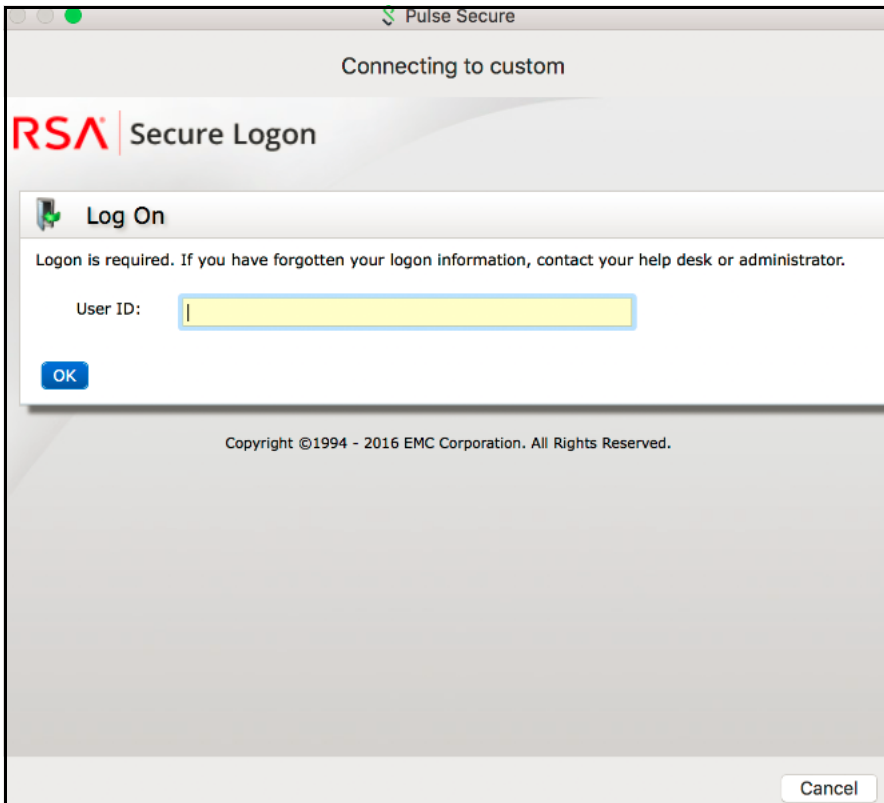 Pulse Secure
Connecting to custom
RSA Secure Logon
Log On
Logon is required. If you have forgotten your logon information, contact your help desk or administrator.
User ID:
OK
Copyright ©1994 - 2016 EMC Corporation. All Rights Reserved.
Cancel